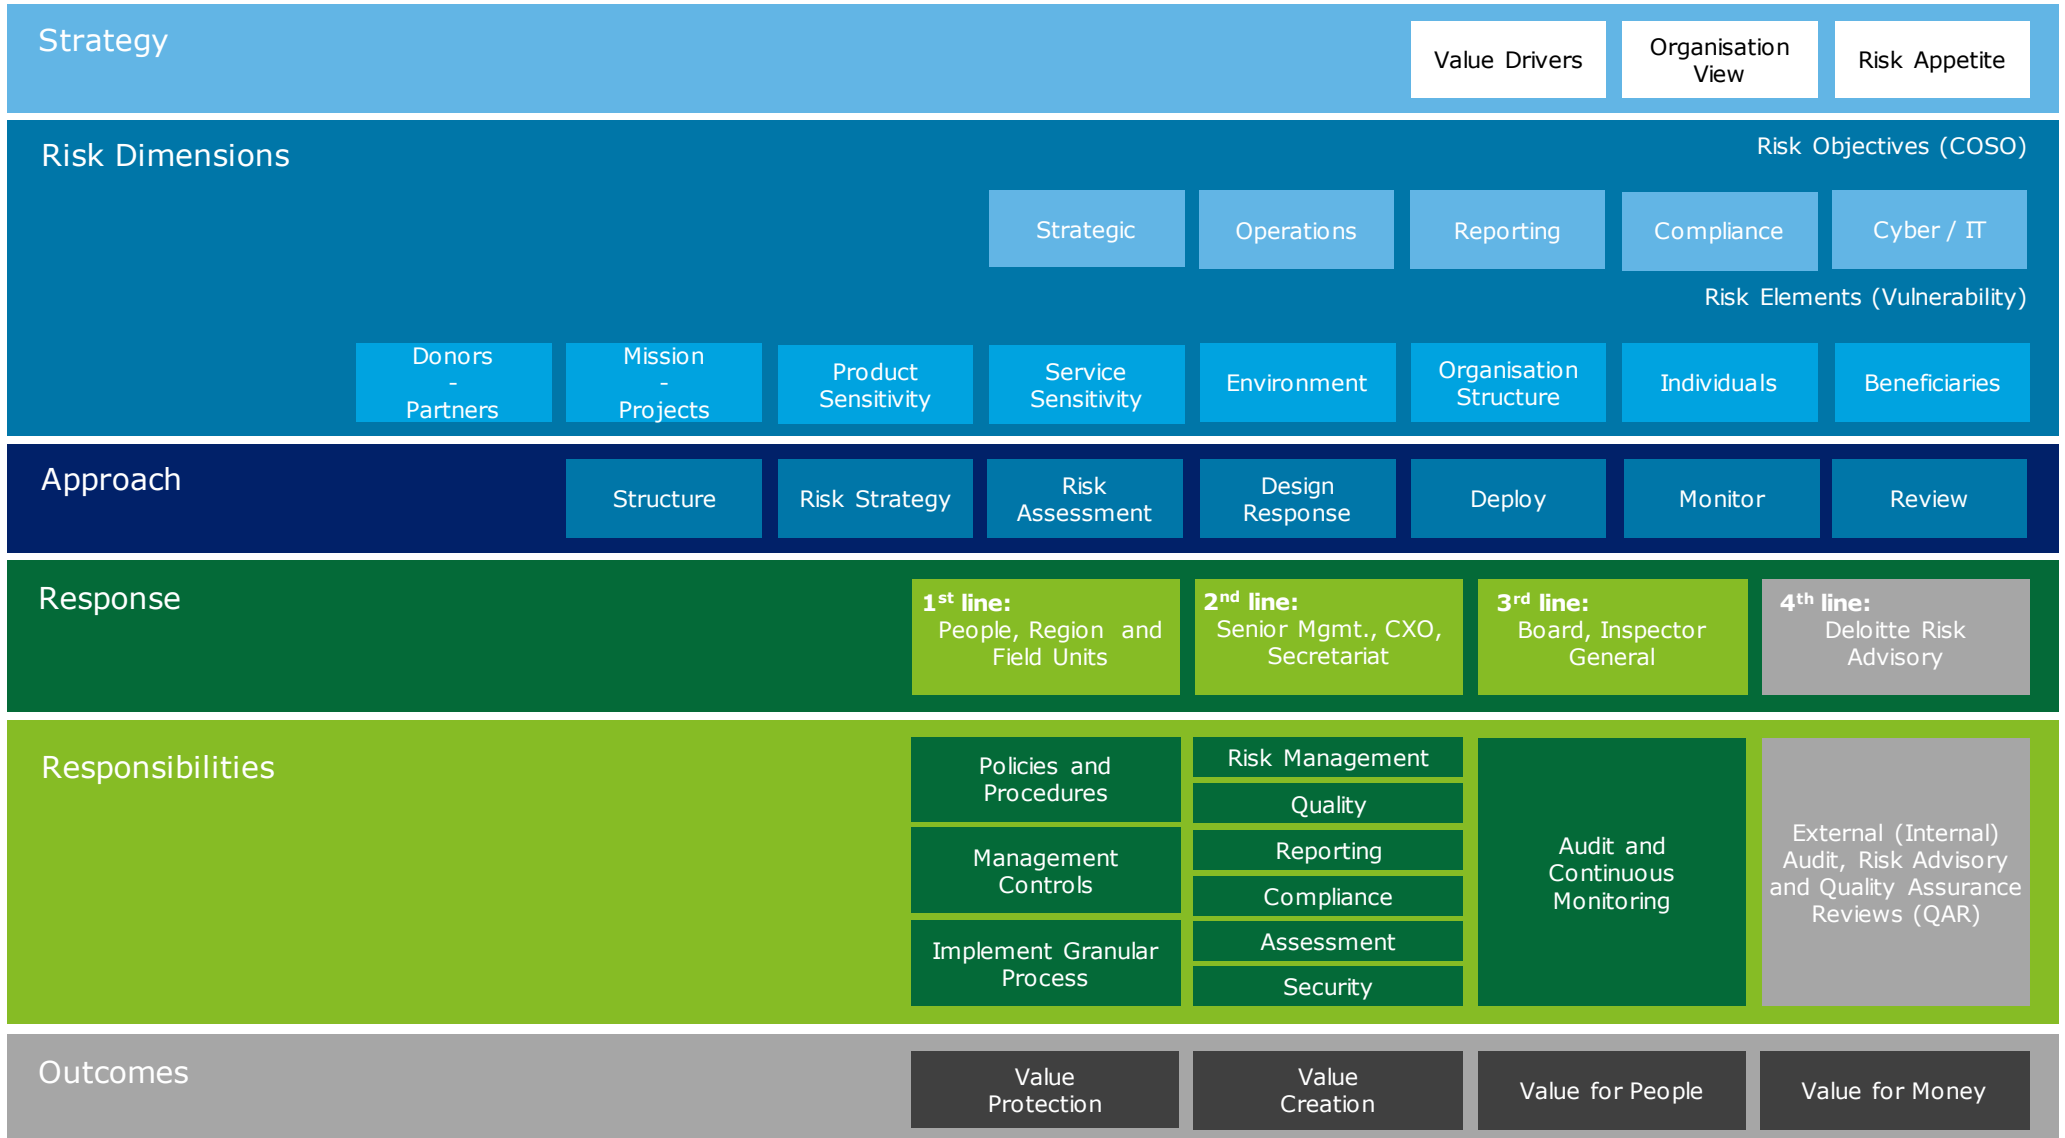 Strategy
Value Drivers
Organisation
View
Risk Appetite
Risk Dimensions
Risk Objectives (COSO)
Strategic
Operations
Reporting
Compliance
Cyber / IT
Risk Elements (Vulnerability)
Donors
-
Partners
Mission
-
Projects
Product
Sensitivity
Service
Sensitivity
Environment
Organisation
Structure
Individuals
Beneficiaries
Approach
Structure
Risk Strategy
Risk
Assessment
Design
Response
Deploy
Monitor
Review
Response
1st line:
People, Region and
Field Units
2nd line:
Senior Mgmt., CXO,
Secretariat
3rd line:
Board, Inspector
General
4th line:
Deloitte Risk
Advisory
Responsibilities
Policies and
Procedures
Management
Controls
Implement Granular
Process
Risk Management
Quality
Reporting
Compliance
Assessment
Security
Audit and
Continuous
Monitoring
External (Internal)
Audit, Risk Advisory
and Quality Assurance
Reviews (QAR)
Outcomes
Value
Protection
Value
Creation
Value for People
Value for Money